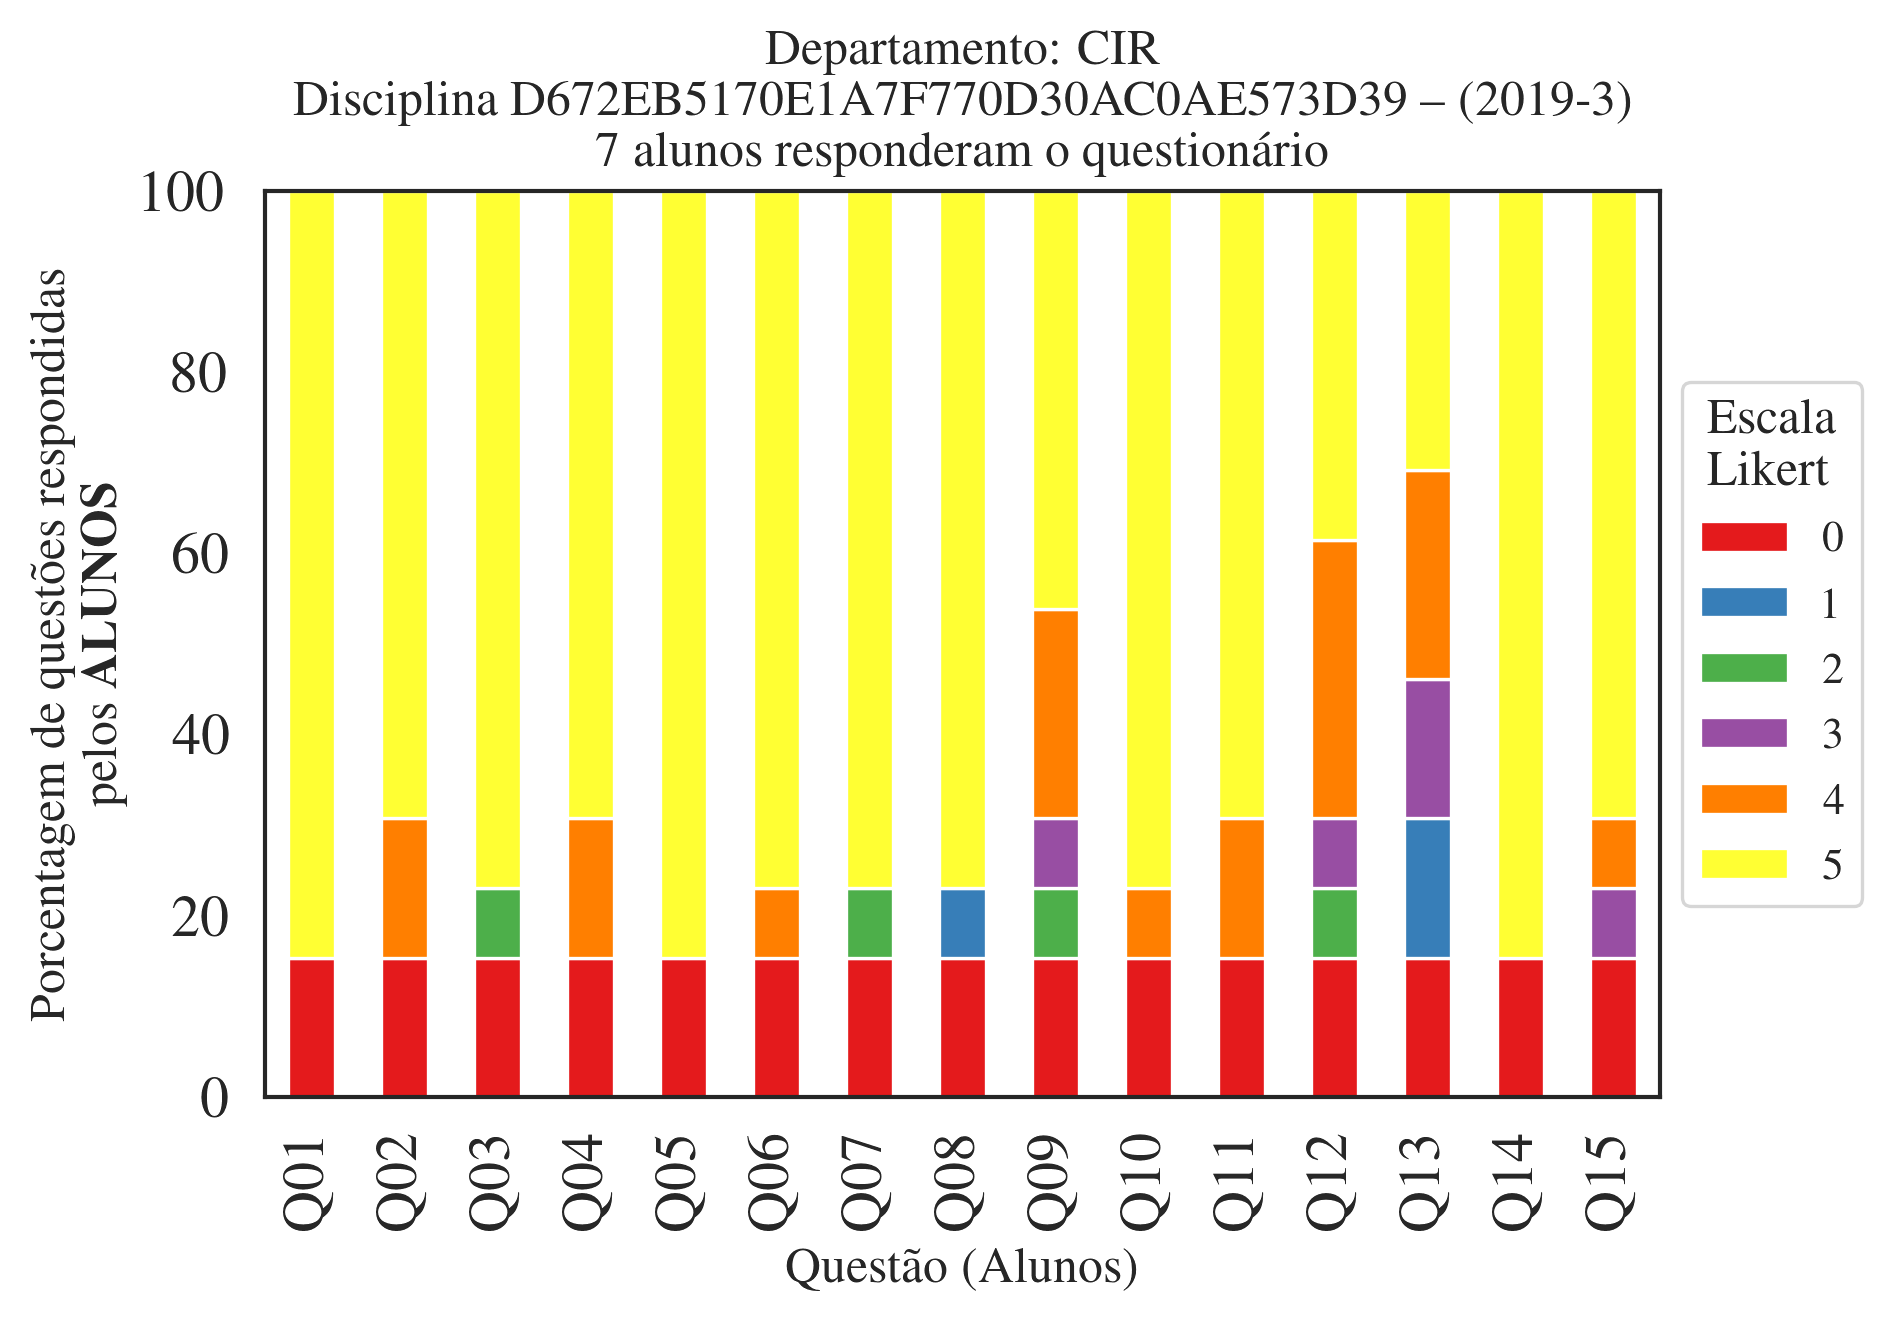 Departamento: CIR
Disciplina D672EB5170E1A7F770D30AC0AE573D39 – (2019-3)
7 alunos responderam o questionário
Porcentagem de questões respondidas
pelos ALUNOS
100
80
60
40
20
0
Q01
Q02
Q03
Q04
Q05
Q06
Q07
Q08
Q09
Q10
Q11
Q12
Q13
Q14
Q15
Questão (Alunos)
Escala
Likert
0
1
2
3
4
5